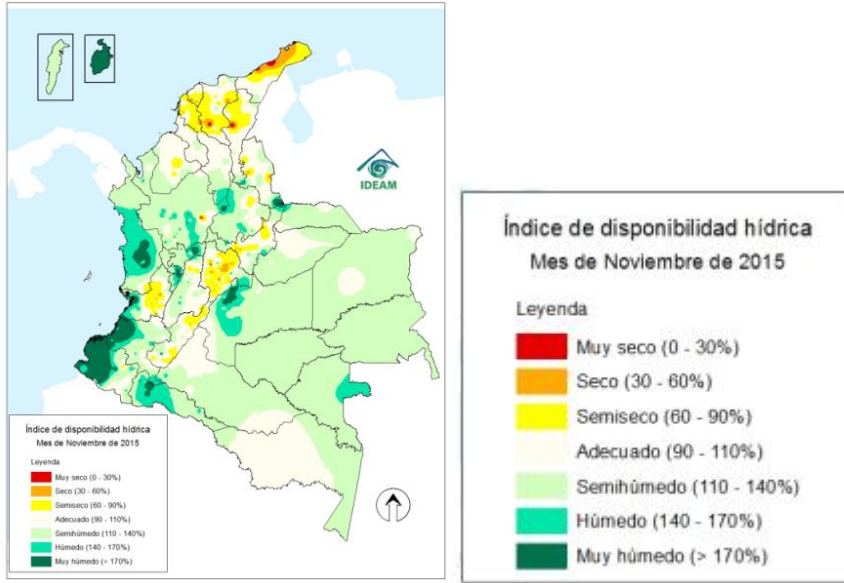 IDEAM
Índice de disponibilidad hídrica
Mes de Noviembre de 2015
Leyenda
Muy seco (0 - 30%)
Seco (30 - 60%)
Semiseco (60 - 90%)
Adecuado (90 - 110%)
Semihúmedo (110 - 140%)
Húmedo (140 - 170%)
Muy húmedo (> 170%)
Índice de disponibilidad hídrica
Mes de Noviembre de 2015
Leyenda
Muy seco (0 - 30%)
Seco (30 - 60%)
Semiseco (60 - 90%)
Adecuado (90 - 110%)
Semihúmedo (110 - 140%)
Húmedo (140 - 170%)
Muy húmedo (> 170%)